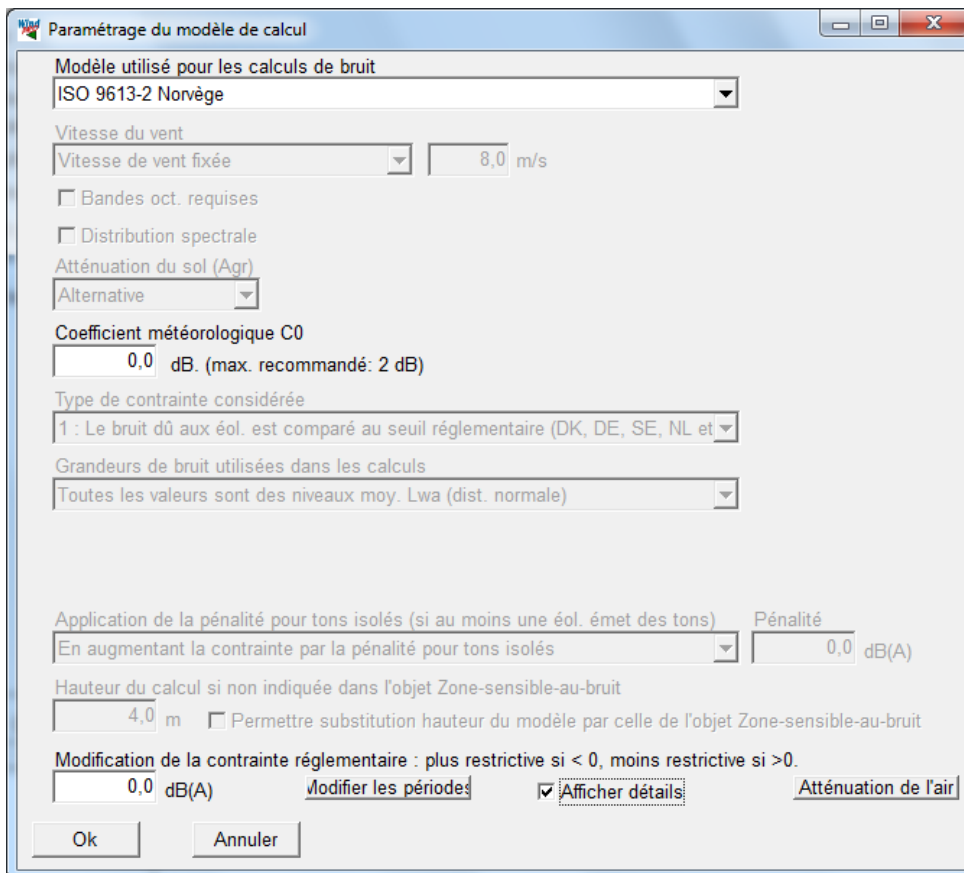 Paramétrage du modèle de calcul
Modèle utilisé pour les calculs de bruit
ISO 9613-2 Norvège
Vitesse du vent
Vitesse de vent fixée 8,0 m/s
Bandes oct. requises
Distribution spectrale
Atténuation du sol (Agr)
Alternative
Coefficient météorologique C0
0,0 dB. (max. recommandé: 2 dB)
Type de contrainte considérée
1 : Le bruit dû aux éol. est comparé au seuil réglementaire (DK, DE, SE, NL et
Grandeurs de bruit utilisées dans les calculs
Toutes les valeurs sont des niveaux moy. Lwa (dist. normale)
Application de la pénalité pour tons isolés (si au moins une éol. émet des tons) Pénalité
En augmentant la contrainte par la pénalité pour tons isolés 0,0 dB(A)
Hauteur du calcul si non indiquée dans l'objet Zone-sensible-au-bruit
4,0 m Permettre substitution hauteur du modèle par celle de l'objet Zone-sensible-au-bruit
Modification de la contrainte réglementaire : plus restrictive si < 0, moins restrictive si >0.
0,0 dB(A) Modifier les périodes Afficher détails Atténuation de l'air
Ok Annuler